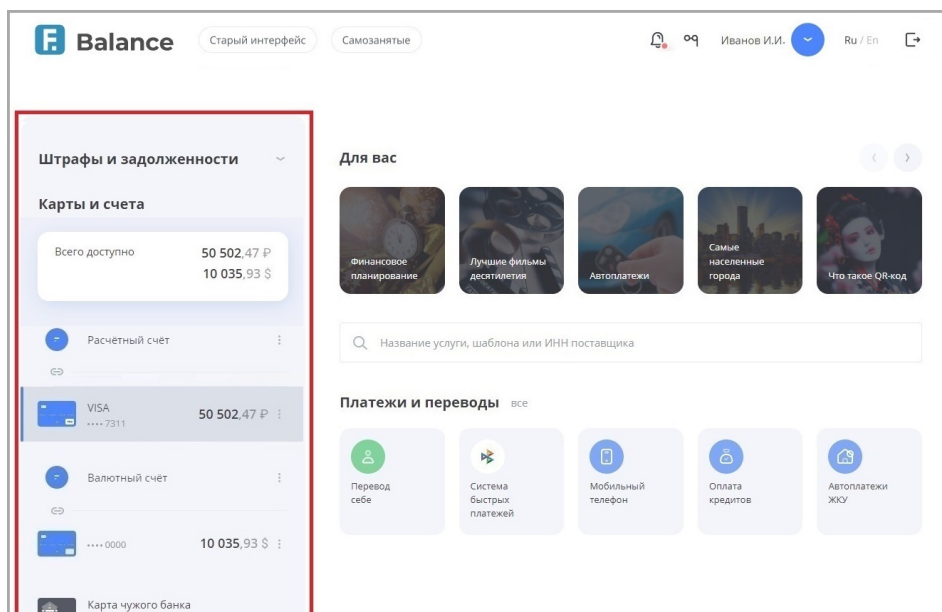 F.
Balance
Старый интерфейс
Самозанятые
Иванов И.И.
Ru / En
Штрафы и задолженности
Карты и счета
Всего доступно
50 502,47 ₽
10 035,93 $
Расчётный счёт
VISA
50 502,47 ₽
•••• 7311
Валютный счёт
•••• 0000
10 035,93 $
Карта чужого банка
Для вас
Финансовое
планирование
Лучшие фильмы
десятилетия
Автоплатежи
Самые
населенные
города
Что такое QR-код
Название услуги, шаблона или ИНН поставщика
Платежи и переводы все
Перевод
себе
Система
быстрых
платежей
Мобильный
телефон
Оплата
кредитов
Автоплатежи
ЖКУ